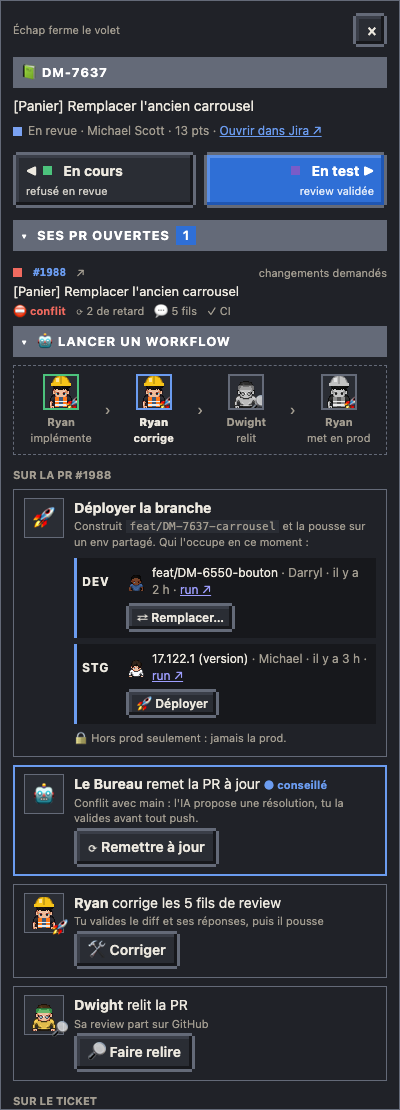 Échap ferme le volet
×
DM-7637
[Panier] Remplacer l'ancien carrousel
En revue · Michael Scott · 13 pts · Ouvrir dans Jira ↗
◀ En cours
refusé en revue
En test ▶
review validée
▾ SES PR OUVERTES 1
#1988 ↗
changements demandés
[Panier] Remplacer l'ancien carrousel
⛔ conflit ⟳ 2 de retard 💬 5 fils ✓ CI
▾ 🤖 LANCER UN WORKFLOW
Ryan
implémente
›
Ryan
corrige
›
Dwight
relit
›
Ryan
met en prod
SUR LA PR #1988
Déployer la branche
Construit feat/DM-7637-carrousel et la pousse sur
un env partagé. Qui l'occupe en ce moment :
DEV
feat/DM-6550-bouton · Darryl · il y a
2 h · run ↗
⇄ Remplacer...
STG
17.122.1 (version) · Michael · il y a 3 h ·
run ↗
🚀 Déployer
🔒 Hors prod seulement : jamais la prod.
Le Bureau remet la PR à jour ● conseillé
Conflit avec main : l'IA propose une résolution, tu la
valides avant tout push.
⟳ Remettre à jour
Ryan corrige les 5 fils de review
Tu valides le diff et ses réponses, puis il pousse
🛠 Corriger
Dwight relit la PR
Sa review part sur GitHub
🔎 Faire relire
SUR LE TICKET